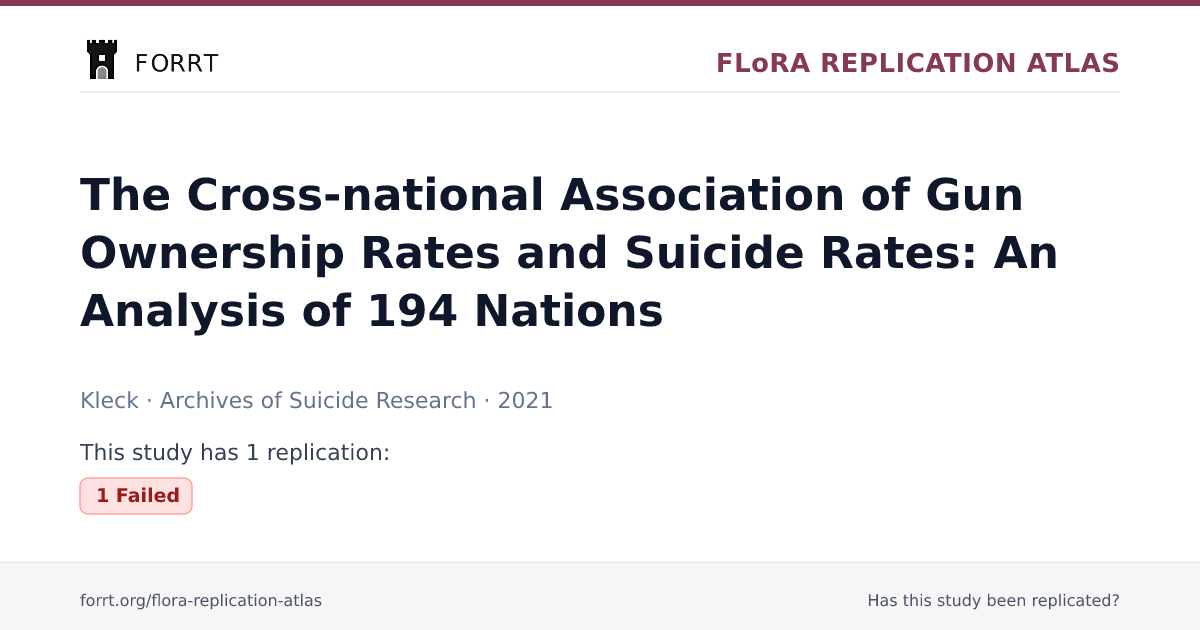 FORRT
FLoRA REPLICATION ATLAS
The Cross-national Association of Gun
Ownership Rates and Suicide Rates: An
Analysis of 194 Nations
Kleck · Archives of Suicide Research · 2021
This study has 1 replication:
1 Failed
forrt.org/flora-replication-atlas
Has this study been replicated?